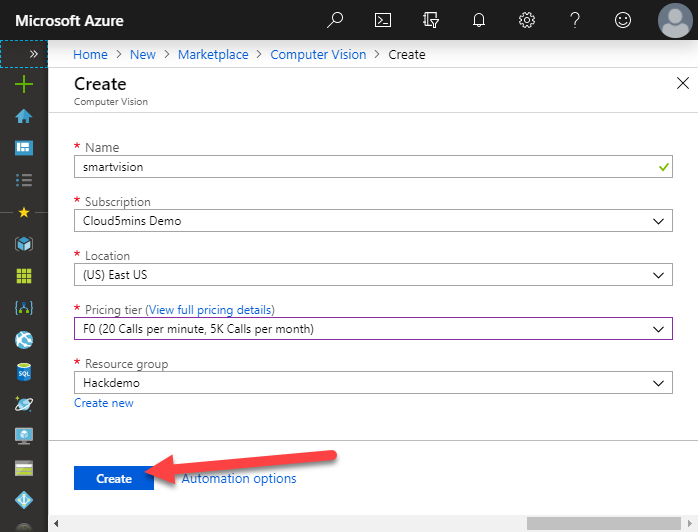 Microsoft Azure
Home > New > Marketplace > Computer Vision > Create
Create
Computer Vision
* Name
smartvision
* Subscription
Cloud5mins Demo
* Location
(US) East US
* Pricing tier (View full pricing details)
F0 (20 Calls per minute, 5K Calls per month)
* Resource group
Hackdemo
Create new
Create
Automation options
SQL